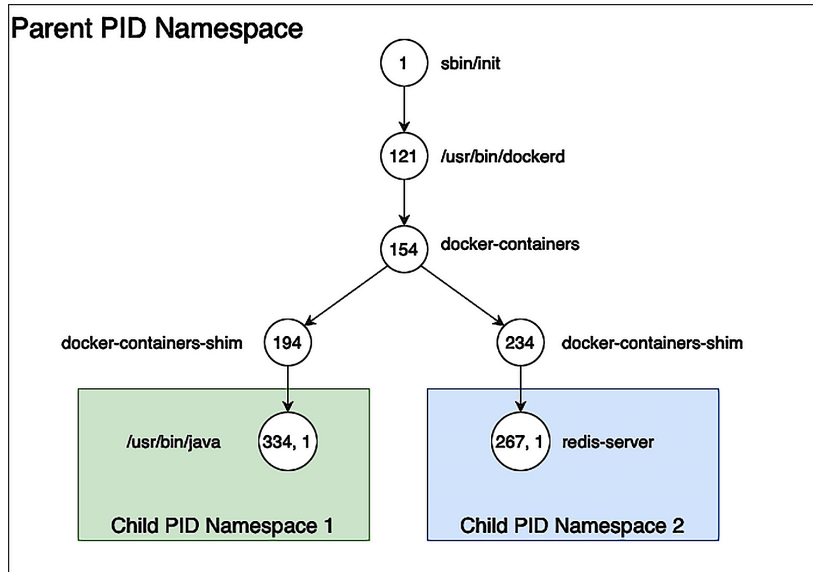 Parent PID Namespace
1
sbin/init
121
/usr/bin/dockerd
154
docker-containers
docker-containers-shim
194
234
docker-containers-shim
/usr/bin/java
334, 1
267, 1
redis-server
Child PID Namespace 1
Child PID Namespace 2